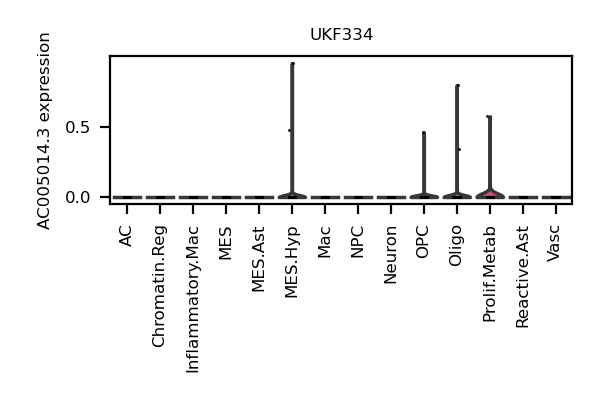 UKF334
AC005014.3 expression
0.5
0.0
AC
Chromatin.Reg
Inflammatory.Mac
MES
MES.Ast
MES.Hyp
Mac
NPC
Neuron
OPC
Oligo
Prolif.Metab
Reactive.Ast
Vasc